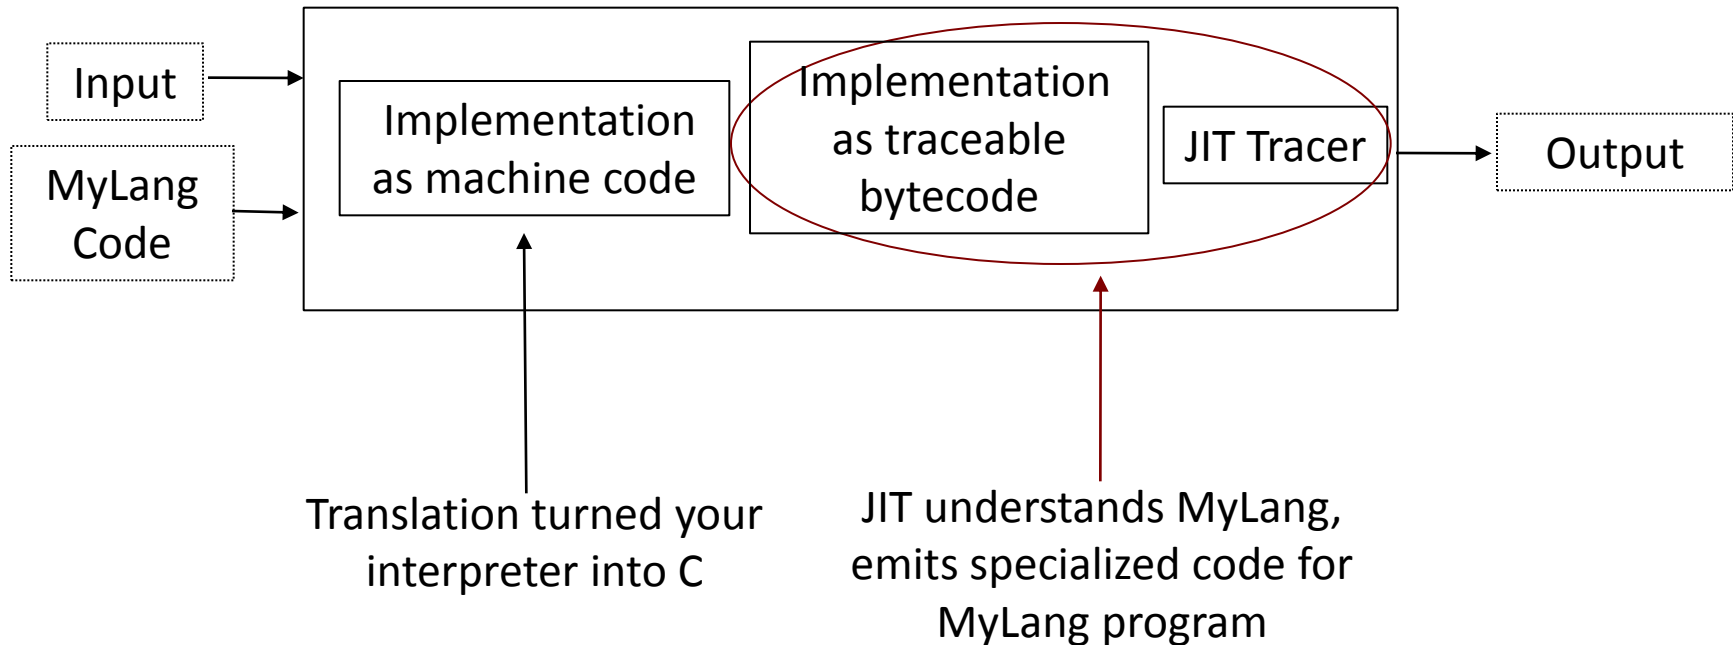 Input
MyLang
Code
Implementation
as machine code
Implementation
as traceable
bytecode
JIT Tracer
Output
Translation turned your
interpreter into C
JIT understands MyLang,
emits specialized code for
MyLang program